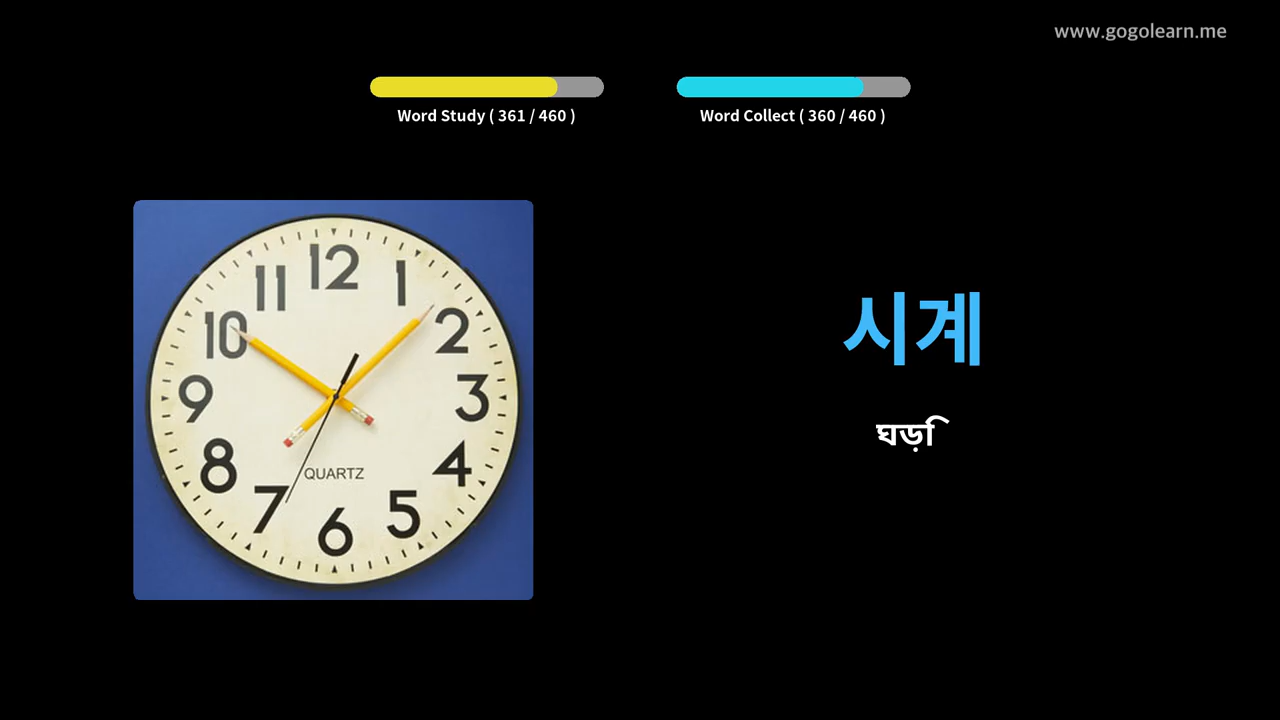 www.gogolearn.me
Word Study ( 361 / 460 )
Word Collect ( 360 / 460 )
12
11
1
10
2
9
3
8
4
QUARTZ
7
5
6
시계
ঘড়ি